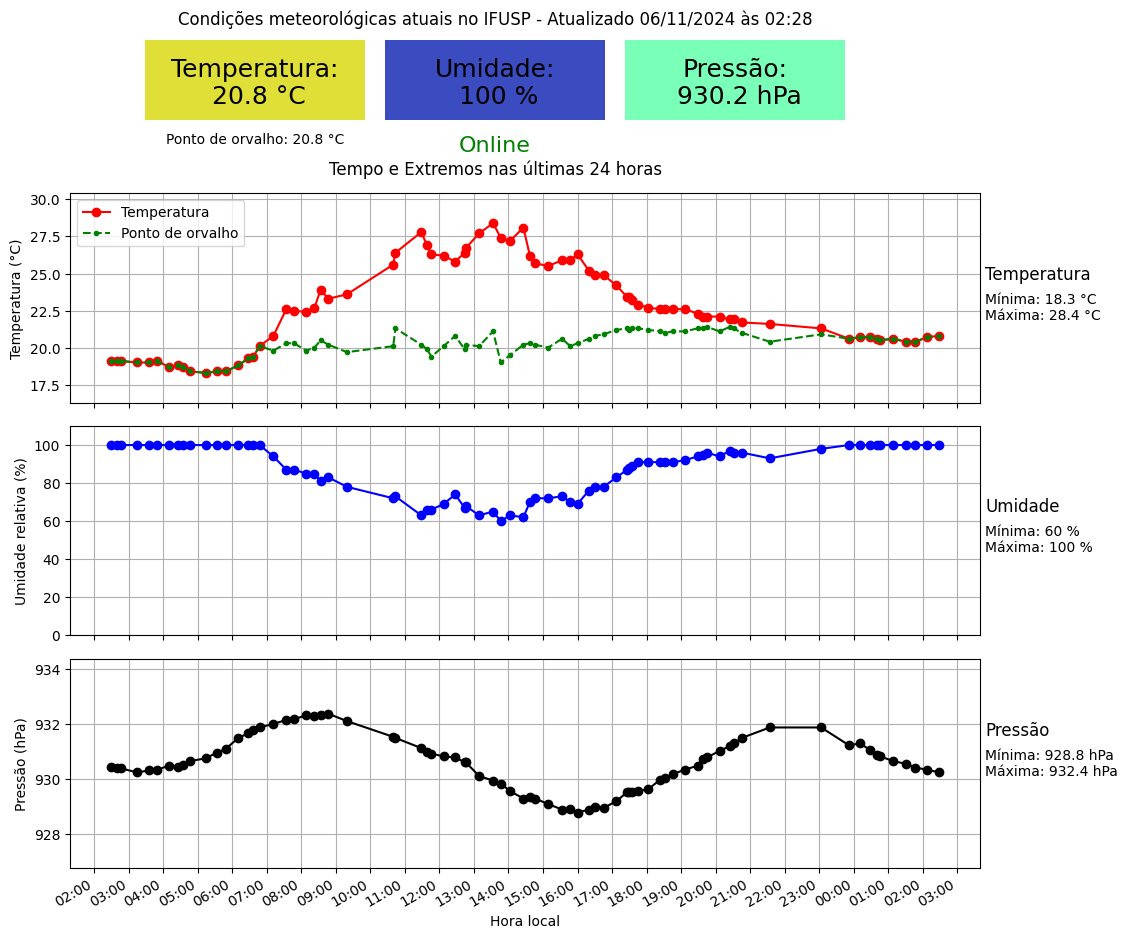 Condições meteorológicas atuais no IFUSP - Atualizado 06/11/2024 às 02:28
Temperatura:
20.8 °C
Umidade:
100 %
Pressão:
930.2 hPa
Ponto de orvalho: 20.8 °C
Online
Tempo e Extremos nas últimas 24 horas
Temperatura (°C)
30.0
27.5
25.0
22.5
20.0
17.5
Temperatura
Ponto de orvalho
Temperatura
Mínima: 18.3 °C
Máxima: 28.4 °C
Umidade relativa (%)
100
80
60
40
20
0
Umidade
Mínima: 60 %
Máxima: 100 %
Pressão (hPa)
934
932
930
928
Pressão
Mínima: 928.8 hPa
Máxima: 932.4 hPa
02:00 03:00 04:00 05:00 06:00 07:00 08:00 09:00 10:00 11:00 12:00 13:00 14:00 15:00 16:00 17:00 18:00 19:00 20:00 21:00 22:00 23:00 00:00 01:00 02:00 03:00
Hora local